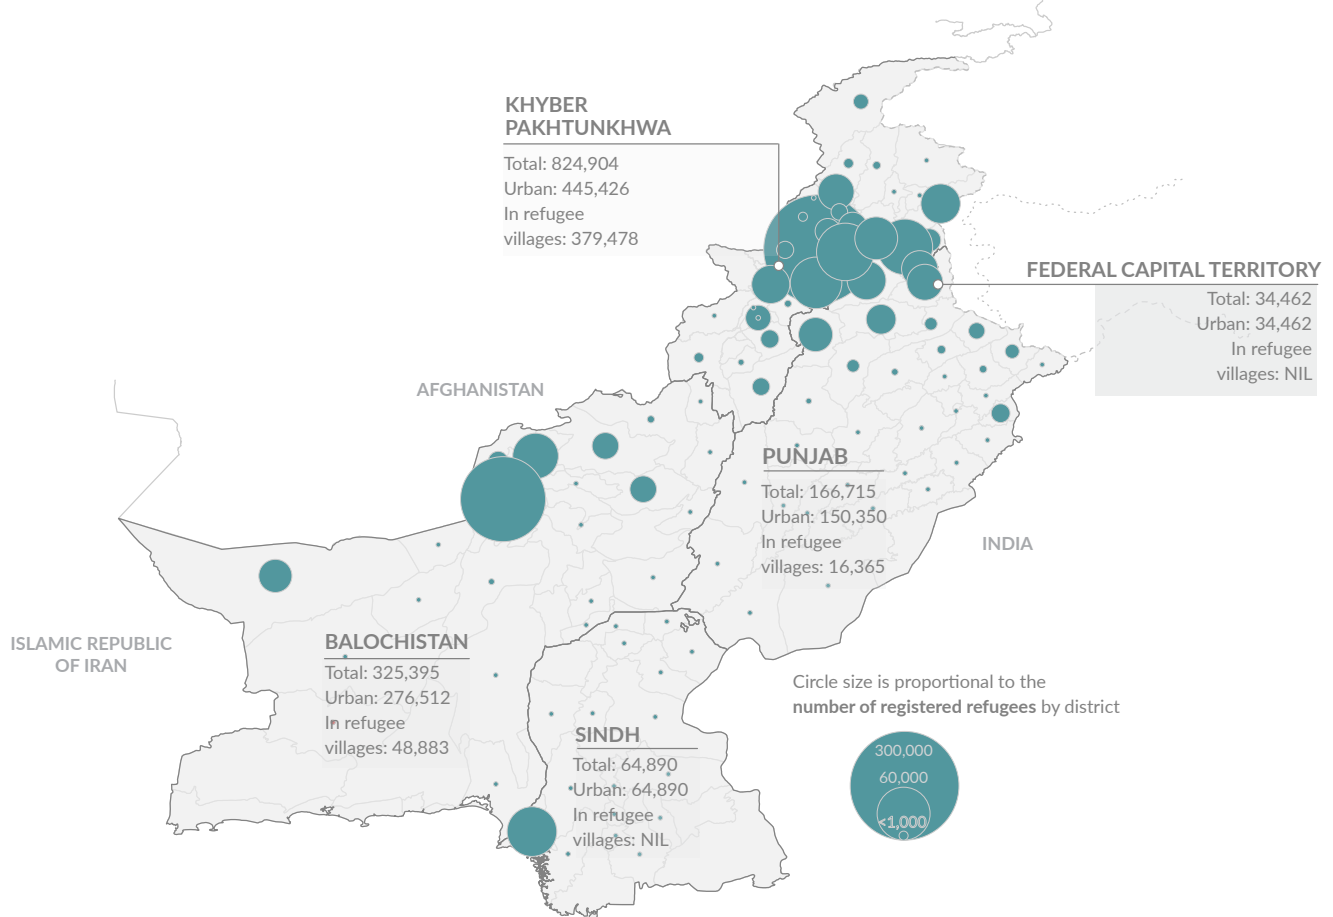 KHYBER
PAKHTUNKHWA
Total: 824,904
Urban: 445,426
In refugee
villages: 379,478
FEDERAL CAPITAL TERRITORY
Total: 34,462
Urban: 34,462
In refugee
villages: NIL
AFGHANISTAN
PUNJAB
Total: 166,715
Urban: 150,350
In refugee
villages: 16,365
INDIA
ISLAMIC REPUBLIC
OF IRAN
BALOCHISTAN
Total: 325,395
Urban: 276,512
In refugee
villages: 48,883
SINDH
Total: 64,890
Urban: 64,890
In refugee
villages: NIL
Circle size is proportional to the
number of registered refugees by district
300,000
60,000
<1,000